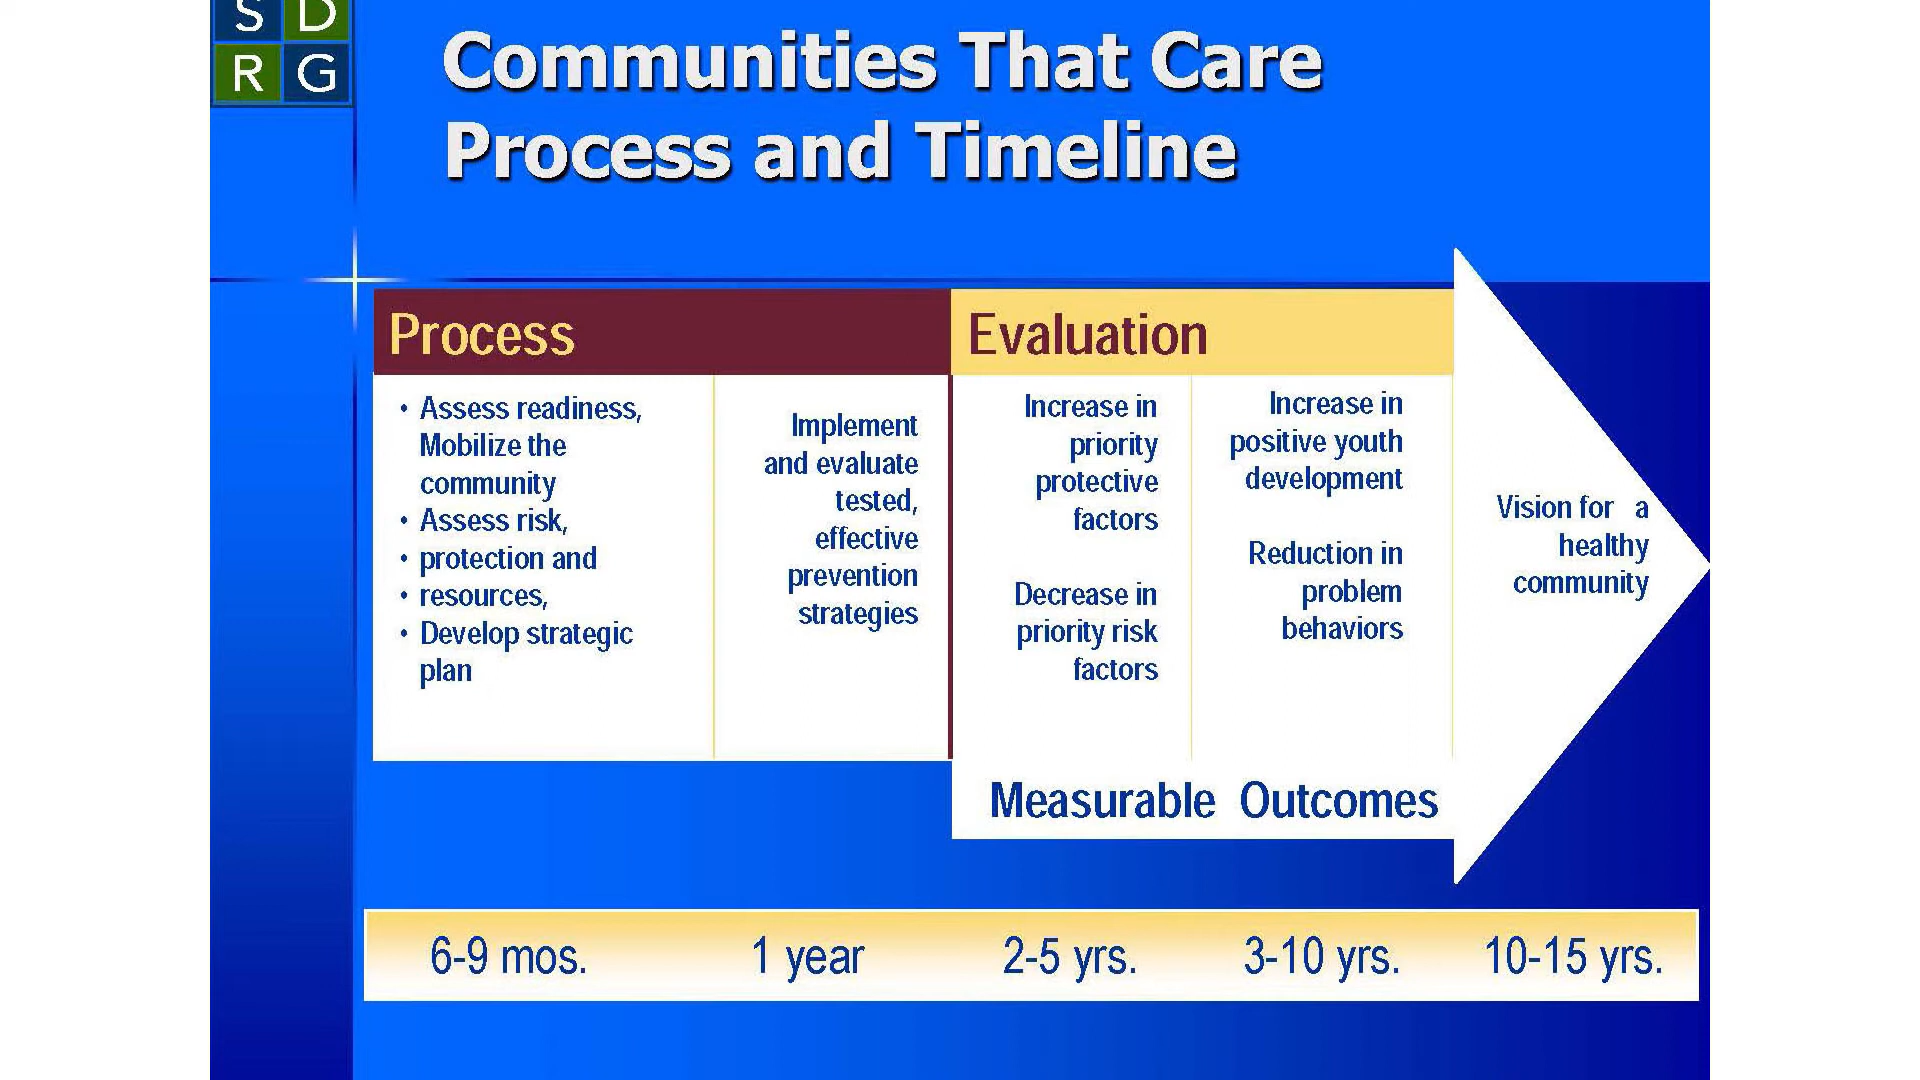 S D
R G
Communities That Care
Process and Timeline
Process
Evaluation
• Assess readiness,
Mobilize the
community
• Assess risk,
• protection and
• resources,
• Develop strategic
plan
Implement
and evaluate
tested,
effective
prevention
strategies
Increase in
priority
protective
factors
Decrease in
priority risk
factors
Increase in
positive youth
development
Reduction in
problem
behaviors
Vision for a
healthy
community
Measurable Outcomes
6-9 mos.
1 year
2-5 yrs.
3-10 yrs.
10-15 yrs.